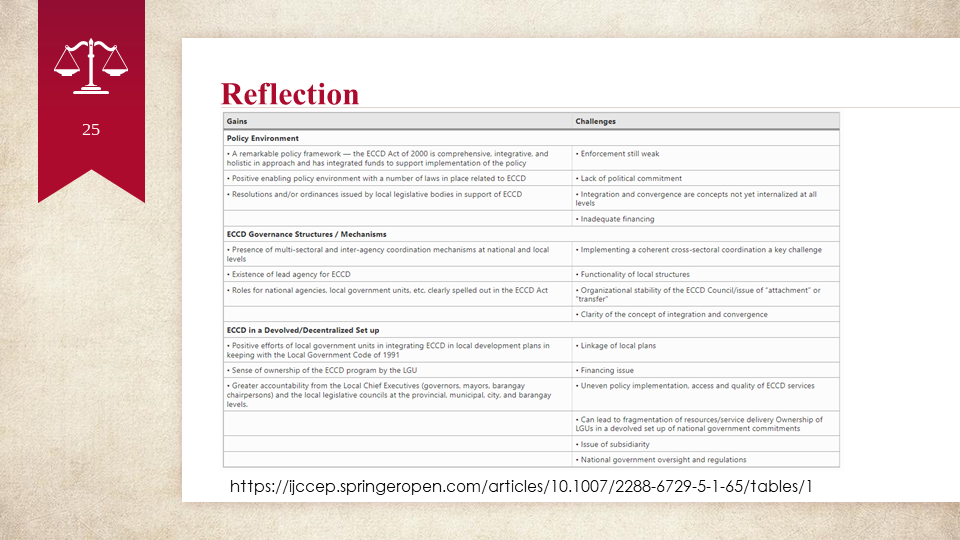 25
Reflection
Gains Challenges
Policy Environment
• A remarkable policy framework — the ECCD Act of 2000 is comprehensive, integrative, and
holistic in approach and has integrated funds to support implementation of the policy
• Enforcement still weak
• Positive enabling policy environment with a number of laws in place related to ECCD
• Lack of political commitment
• Resolutions and/or ordinances issued by local legislative bodies in support of ECCD
• Integration and convergence are concepts not yet internalized at all
levels
• Inadequate financing
ECCD Governance Structures / Mechanisms
• Presence of multi-sectoral and inter-agency coordination mechanisms at national and local
levels
• Implementing a coherent cross-sectoral coordination a key challenge
• Existence of lead agency for ECCD
• Functionality of local structures
• Roles for national agencies, local government units, etc. clearly spelled out in the ECCD Act
• Organizational stability of the ECCD Council/issue of "attachment" or
"transfer"
• Clarity of the concept of integration and convergence
ECCD in a Devolved/Decentralized Set up
• Positive efforts of local government units in integrating ECCD in local development plans in
keeping with the Local Government Code of 1991
• Linkage of local plans
• Sense of ownership of the ECCD program by the LGU
• Financing issue
• Greater accountability from the Local Chief Executives (governors, mayors, barangay
chairpersons) and the local legislative councils at the provincial, municipal, city, and barangay
levels.
• Uneven policy implementation, access and quality of ECCD services
• Can lead to fragmentation of resources/service delivery Ownership of
LGUs in a devolved set up of national government commitments
• Issue of subsidiarity
• National government oversight and regulations
https://ijccep.springeropen.com/articles/10.1007/2288-6729-5-1-65/tables/1